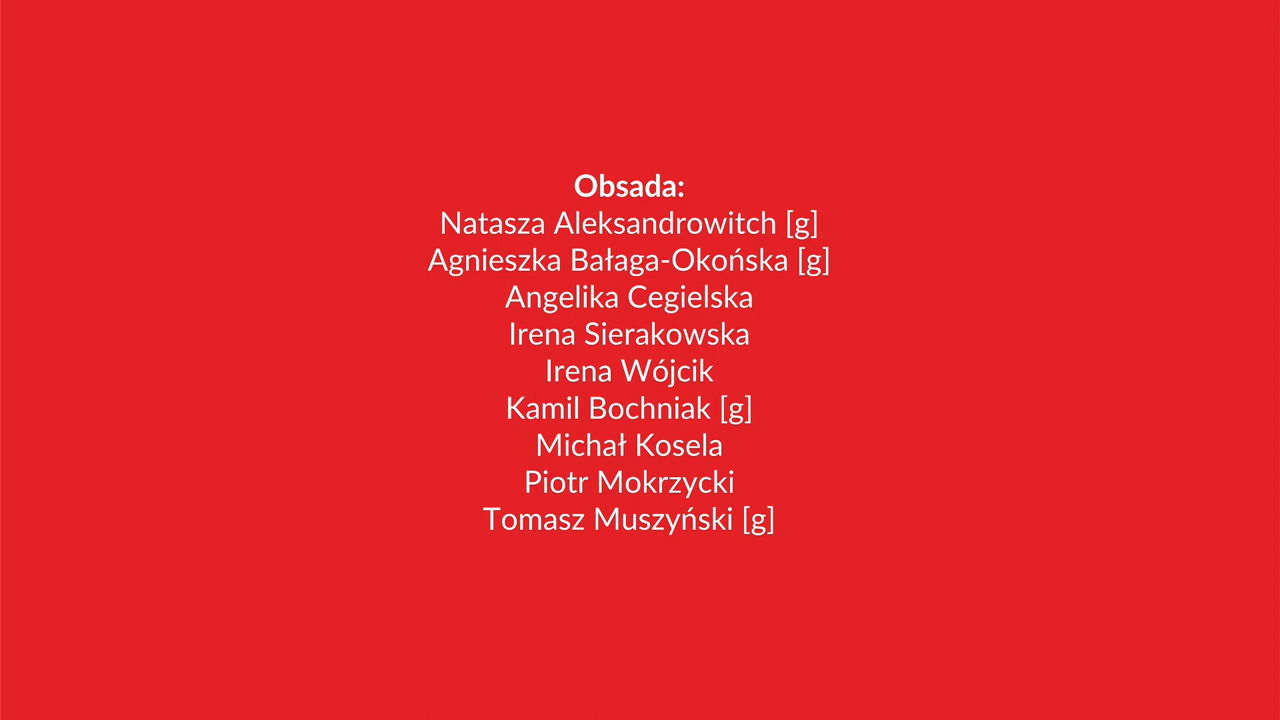 Obsada:
Natasza Aleksandrowitch [g]
Agnieszka Bałaga-Okońska [g]
Angelika Cegielska
Irena Sierakowska
Irena Wójcik
Kamil Bochniak [g]
Michał Kosela
Piotr Mokrzycki
Tomasz Muszyński [g]